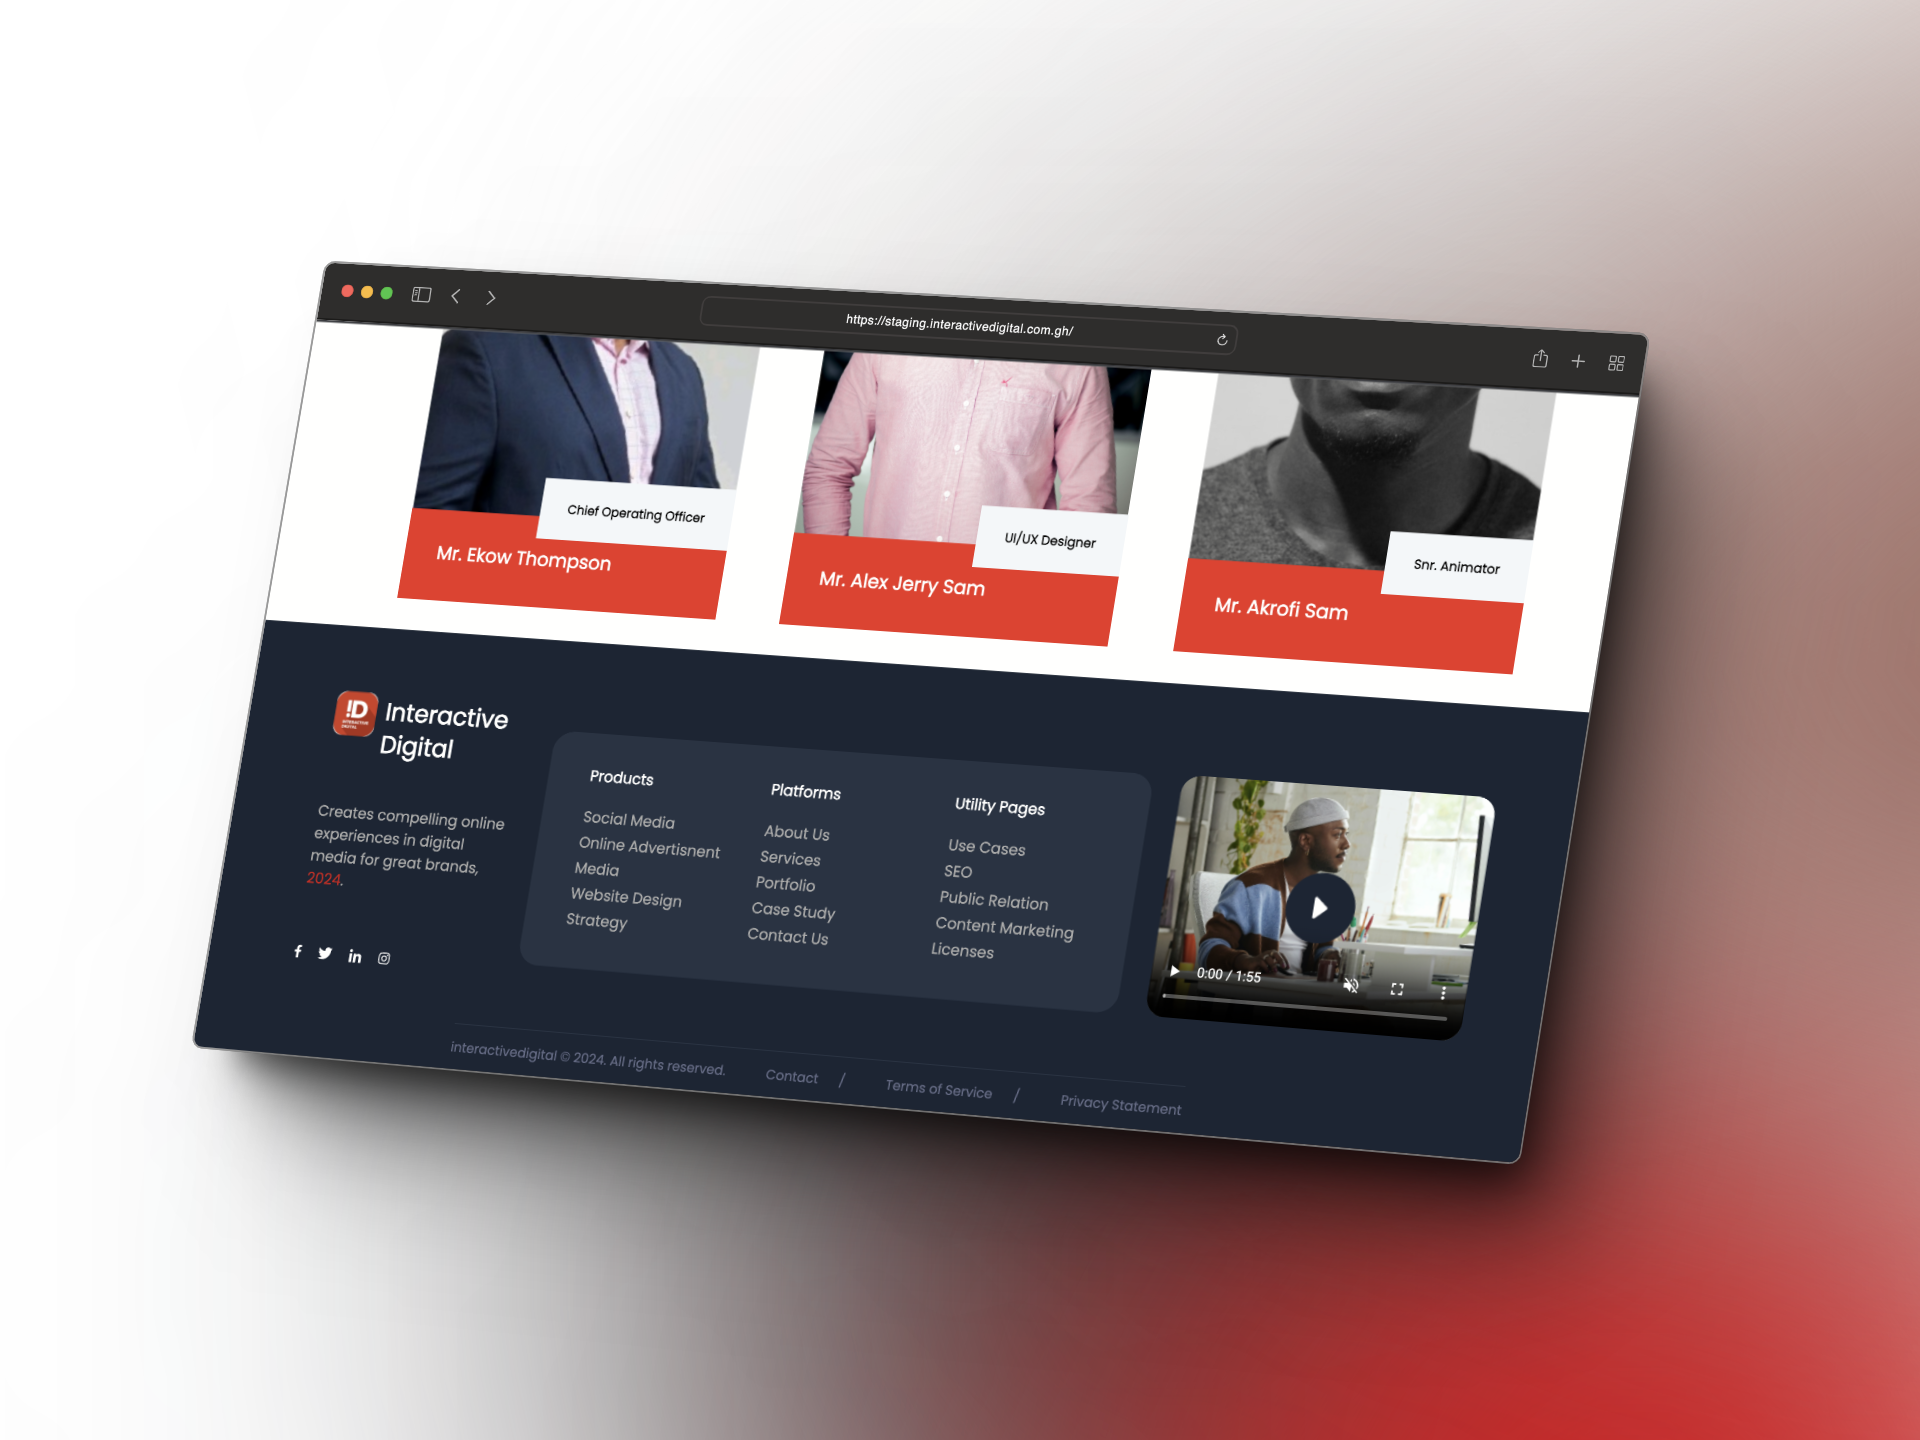 https://staging.interactivedigital.com.gh/
Chief Operating Officer
Mr. Ekow Thompson
UI/UX Designer
Mr. Alex Jerry Sam
Snr. Animator
Mr. Akrofi Sam
!D
INTERACTIVE
DIGITAL
Interactive
Digital
Creates compelling online
experiences in digital
media for great brands,
2024.
Products
Social Media
Online Advertisnent
Media
Website Design
Strategy
Platforms
About Us
Services
Portfolio
Case Study
Contact Us
Utility Pages
Use Cases
SEO
Public Relation
Content Marketing
Licenses
0:00 / 1:55
interactivedigital © 2024. All rights reserved.
Contact /
Terms of Service /
Privacy Statement